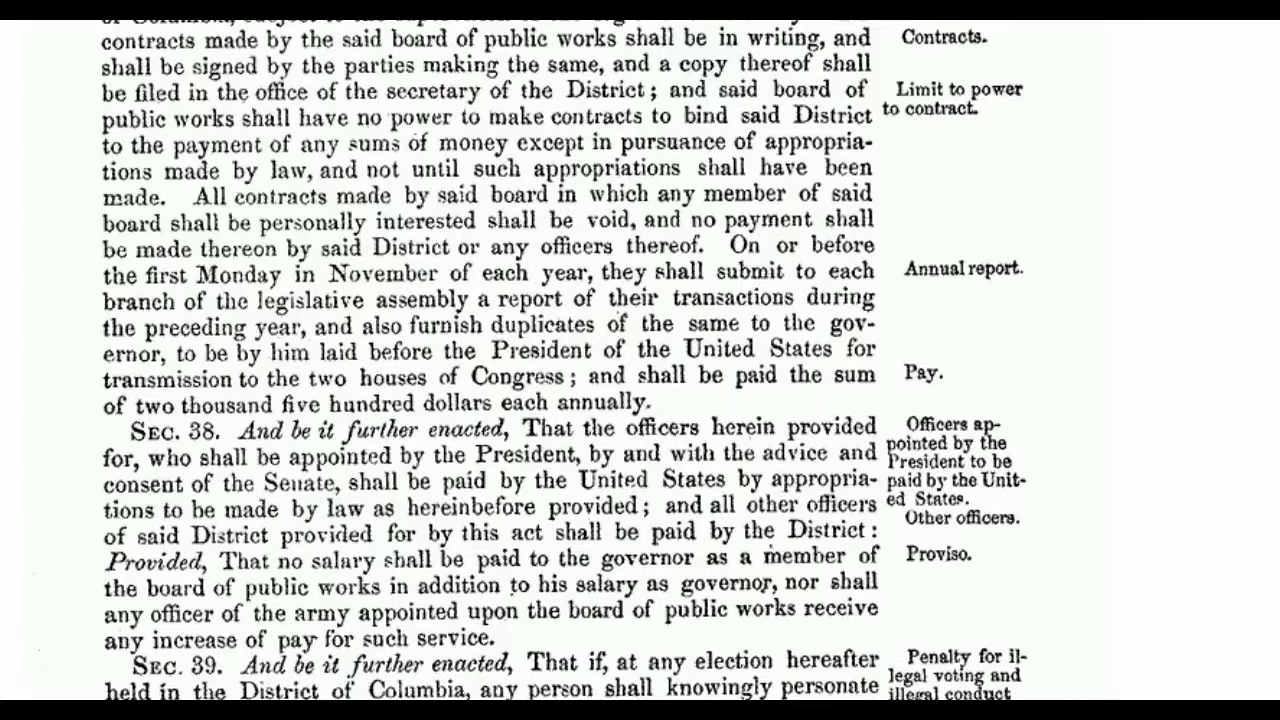 contracts made by the said board of public works shall be in writing, and
Contracts.
shall be signed by the parties making the same, and a copy thereof shall
be filed in the office of the secretary of the District; and said board of
Limit to power
public works shall have no power to make contracts to bind said District
to contract.
to the payment of any sums of money except in pursuance of appropria-
tions made by law, and not until such appropriations shall have been
made. All contracts made by said board in which any member of said
board shall be personally interested shall be void, and no payment shall
be made thereon by said District or any officers thereof. On or before
the first Monday in November of each year, they shall submit to each
Annual report.
branch of the legislative assembly a report of their transactions during
the preceding year, and also furnish duplicates of the same to the gov-
ernor, to be by him laid before the President of the United States for
transmission to the two houses of Congress; and shall be paid the sum
Pay.
of two thousand five hundred dollars each annually.
SEC. 38. And be it further enacted, That the officers herein provided
Officers ap-
for, who shall be appointed by the President, by and with the advice and
pointed by the
President to be
consent of the Senate, shall be paid by the United States by appropria-
paid by the Unit-
tions to be made by law as hereinbefore provided; and all other officers
ed States.
Other officers.
of said District provided for by this act shall be paid by the District:
Provided, That no salary shall be paid to the governor as a member of
Proviso.
the board of public works in addition to his salary as governor, nor shall
any officer of the army appointed upon the board of public works receive
any increase of pay for such service.
SEC. 39. And be it further enacted, That if, at any election hereafter
Penalty for il-
legal voting and
held in the District of Columbia, any person shall knowingly personate
illegal conduct